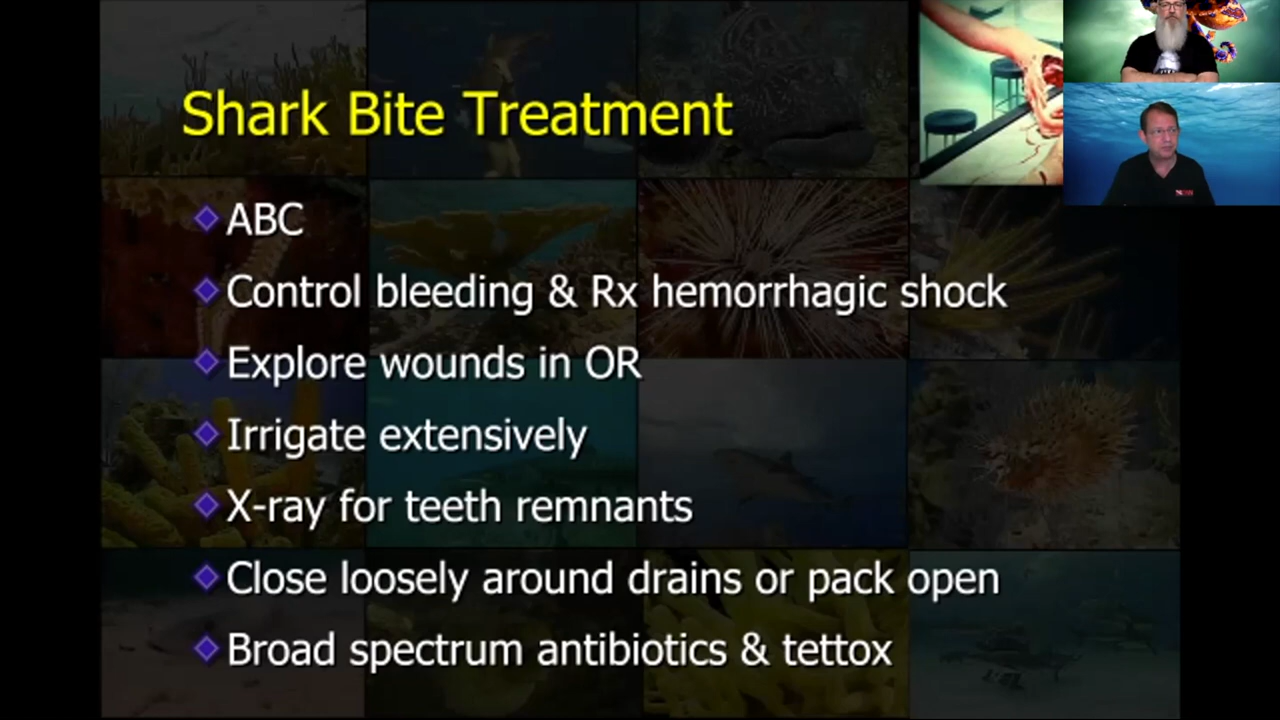 Shark Bite Treatment
ABC
Control bleeding & Rx hemorrhagic shock
Explore wounds in OR
Irrigate extensively
X-ray for teeth remnants
Close loosely around drains or pack open
Broad spectrum antibiotics & tettox